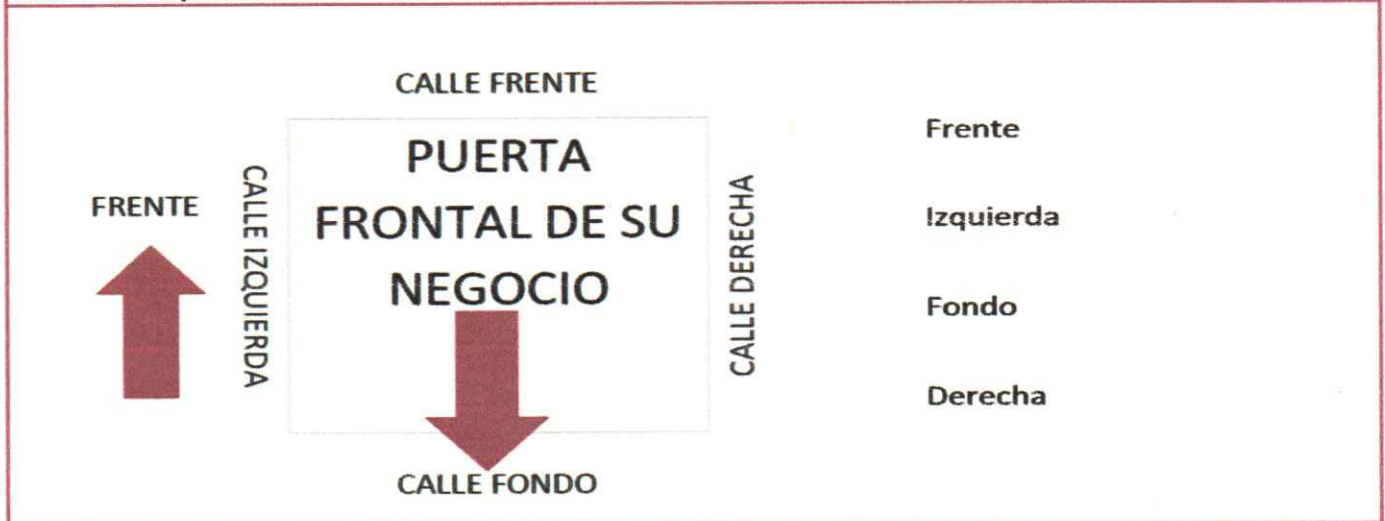 CALLE FRENTE
PUERTA
FRONTAL DE SU
NEGOCIO
FRENTE
CALLE IZQUIERDA
CALLE DERECHA
CALLE FONDO
Frente
Izquierda
Fondo
Derecha